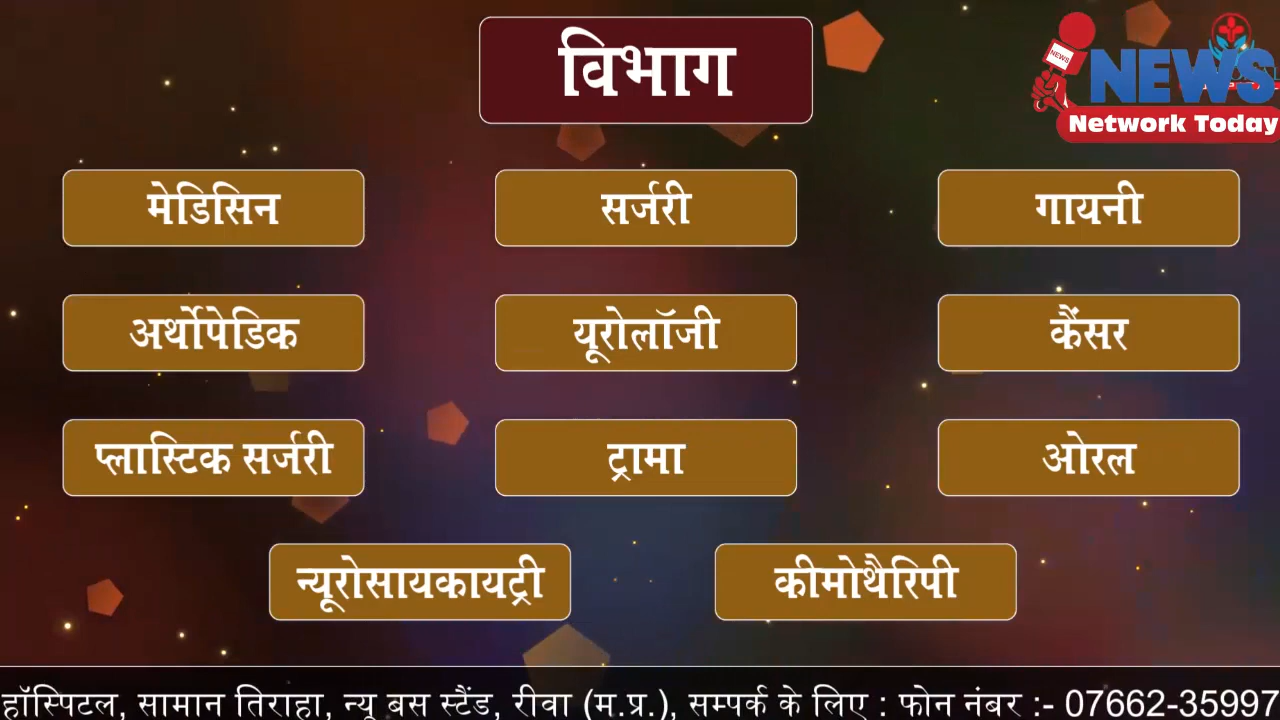 विभाग
NEWS
NEWS
Network Today
मेडिसिन
सर्जरी
गायनी
अर्थोपेडिक
यूरोलॉजी
कैंसर
प्लास्टिक सर्जरी
ट्रामा
ओरल
न्यूरोसायकायट्री
कीमोथैरिपी
हॉस्पिटल, सामान तिराहा, न्यू बस स्टैंड, रीवा (म.प्र.), सम्पर्क के लिए : फोन नंबर :- 07662-35997